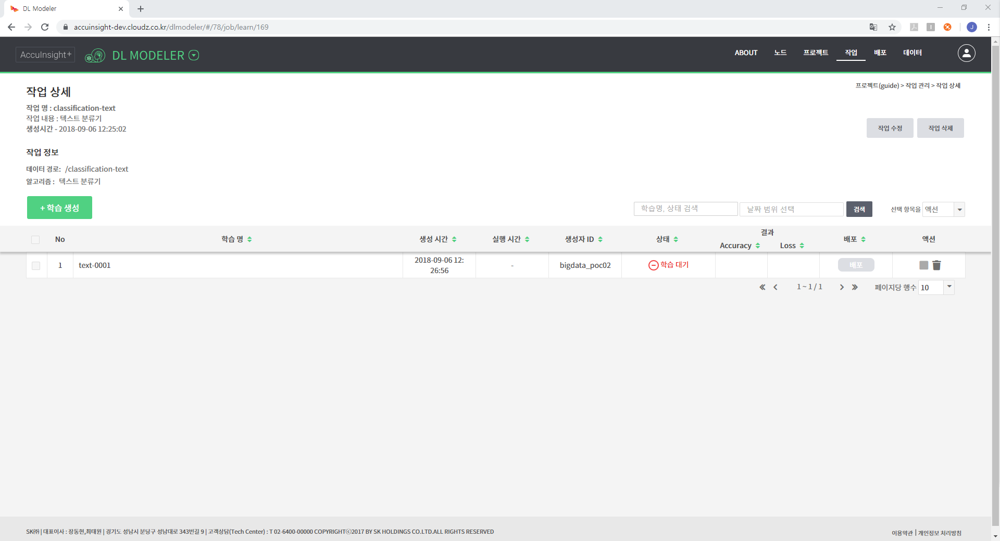 DL Modeler
accuinsight-dev.cloudz.co.kr/dlmodeler/#/78/job/learn/169
J
AccuInsight+
DL MODELER
ABOUT 노드 프로젝트 작업 배포 데이터
프로젝트(guide) > 작업 관리 > 작업 상세
작업 상세
작업 명 : classification-text
작업 내용 : 텍스트 분류기
생성시간 - 2018-09-06 12:25:02
작업 수정 작업 삭제
작업 정보
데이터 경로: /classification-text
알고리즘 : 텍스트 분류기
+ 학습 생성
학습명, 상태 검색 날짜 범위 선택 검색 선택 항목을 액션
No 학습 명 생성 시간 실행 시간 생성자 ID 상태 결과 배포 액션
Accuracy Loss
1 text-0001 2018-09-06 12: - bigdata_poc02 학습 대기 배포
26:56
1 ~ 1 / 1 페이지당 행수 10
SK㈜ | 대표이사 : 장동현,최태원 | 경기도 성남시 분당구 성남대로 343번길 9 | 고객상담(Tech Center) : T 02-6400-00000 COPYRIGHTⓒ2017 BY SK HOLDINGS CO.LTD.ALL RIGHTS RESERVED
이용약관 | 개인정보 처리방침